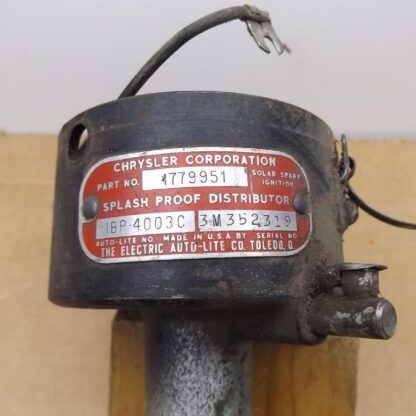 CHRYSLER CORPORATION
PART NO. 1779951 SOLAR SPARK IGNITION
SPLASH PROOF DISTRIBUTOR
IBP-4003C 3M352319
AUTO-LITE NO. MADE IN U.S.A. BY SERIAL NO.
THE ELECTRIC AUTO-LITE CO. TOLEDO, O.